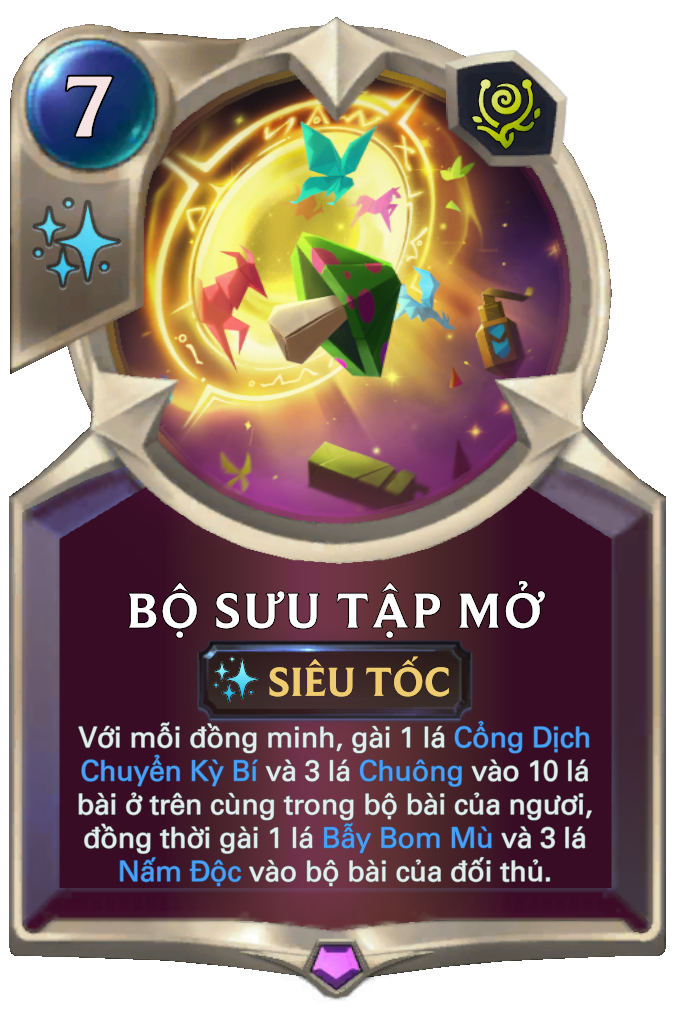 7
BỘ SƯU TẬP MỞ
SIÊU TỐC
Với mỗi đồng minh, gài 1 lá Cổng Dịch
Chuyển Kỳ Bí và 3 lá Chuông vào 10 lá
bài ở trên cùng trong bộ bài của ngươi,
đồng thời gài 1 lá Bẫy Bom Mù và 3 lá
Nấm Độc vào bộ bài của đối thủ.